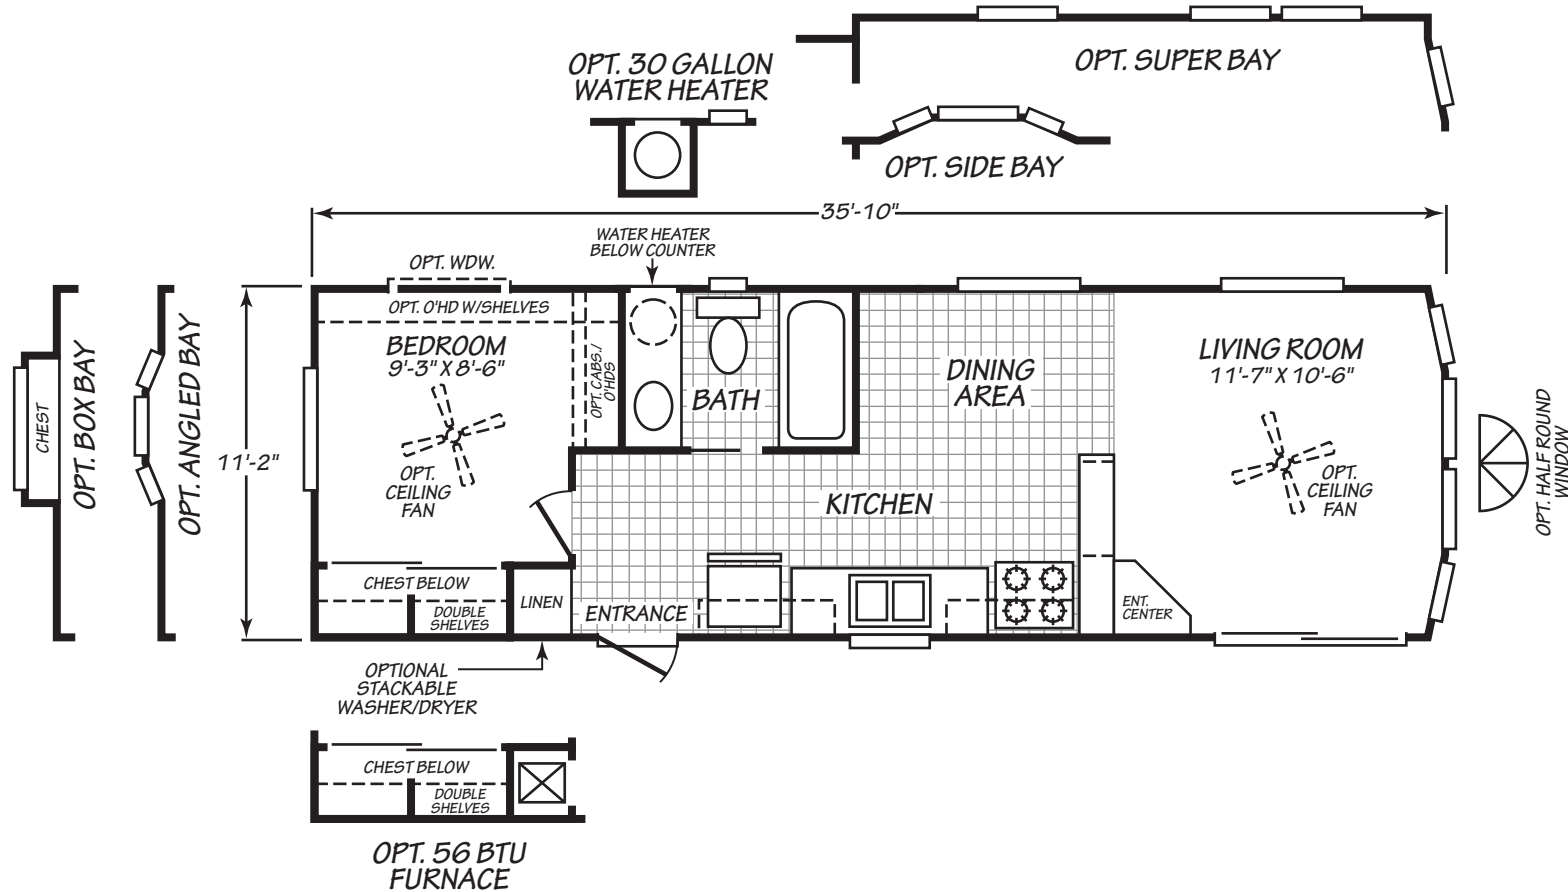 OPT. SUPER BAY
OPT. 30 GALLON
WATER HEATER
OPT. SIDE BAY
35'-10"
WATER HEATER
BELOW COUNTER
OPT. WDW.
OPT. O'HD W/SHELVES
BEDROOM
9'-3" X 8'-6"
OPT. CABS./
O'HDS
BATH
DINING
AREA
LIVING ROOM
11'-7" X 10'-6"
CHEST
OPT. BOX BAY
OPT. ANGLED BAY
11'-2"
OPT.
CEILING
FAN
KITCHEN
OPT.
CEILING
FAN
OPT. HALF ROUND
WINDOW
CHEST BELOW
DOUBLE
SHELVES
LINEN
ENTRANCE
ENT.
CENTER
OPTIONAL
STACKABLE
WASHER/DRYER
CHEST BELOW
DOUBLE
SHELVES
OPT. 56 BTU
FURNACE